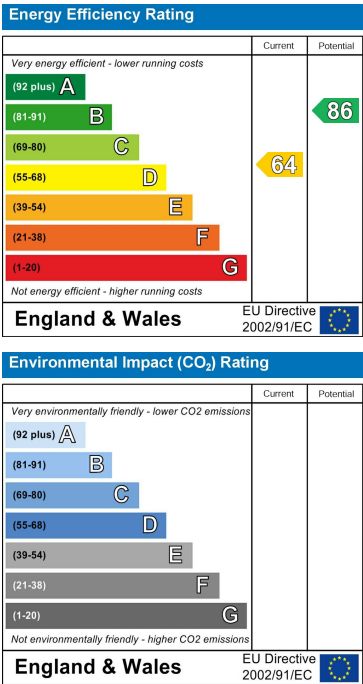 Energy Efficiency Rating
Current Potential
Very energy efficient - lower running costs
(92 plus) A
(81-91) B
(69-80) C
(55-68) D
(39-54) E
(21-38) F
(1-20) G
64
86
Not energy efficient - higher running costs
England & Wales
EU Directive
2002/91/EC
Environmental Impact (CO₂) Rating
Current Potential
Very environmentally friendly - lower CO2 emissions
(92 plus) A
(81-91) B
(69-80) C
(55-68) D
(39-54) E
(21-38) F
(1-20) G
Not environmentally friendly - higher CO2 emissions
England & Wales
EU Directive
2002/91/EC